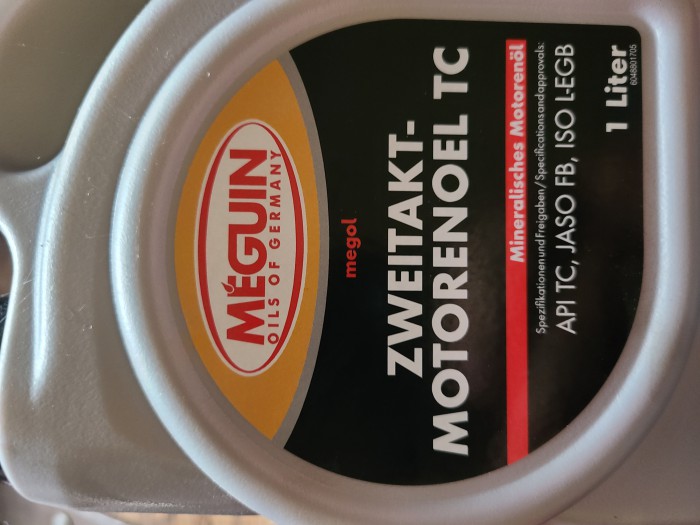 MEGUIN
OILS OF GERMANY
megol
ZWEITAKT-
MOTORENOEL TC
Mineralisches Motorenöl
Spezifikationen und Freigaben / Specifications and approvals:
API TC, JASO FB, ISO L-EGB
1 Liter
6048801705